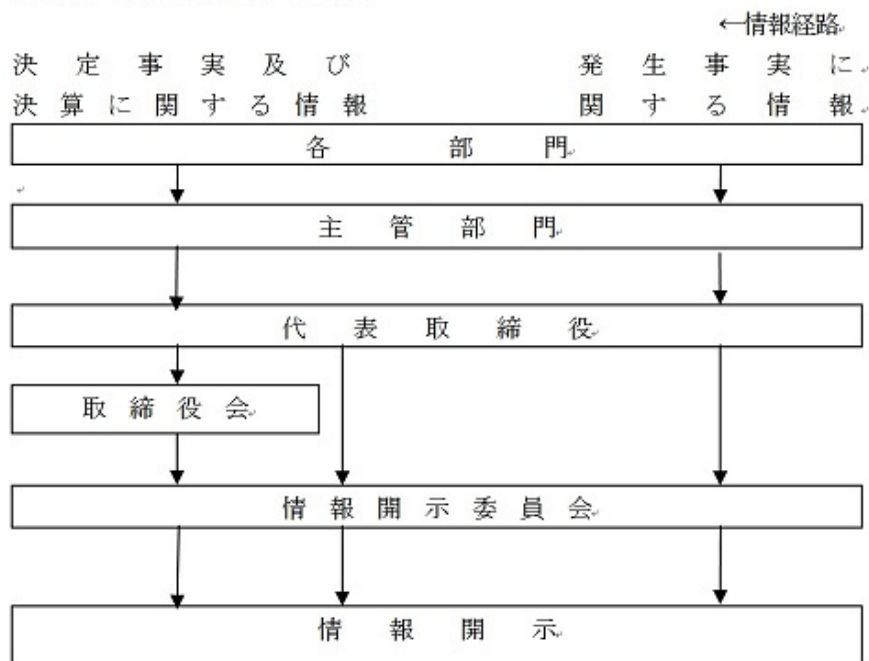 ←情報経路
決定事実及び
決算に関する情報
発生事実に
関する情報
各部門
主管部門
代表取締役
取締役会
情報開示委員会
情報開示